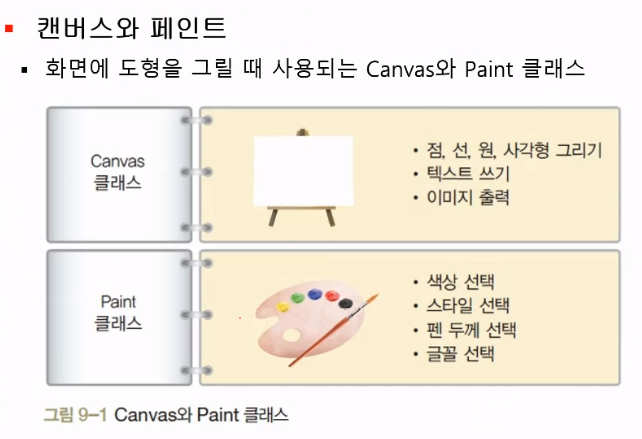 캔버스와 페인트
화면에 도형을 그릴 때 사용되는 Canvas와 Paint 클래스
Canvas
클래스
• 점, 선, 원, 사각형 그리기
• 텍스트 쓰기
• 이미지 출력
Paint
클래스
• 색상 선택
• 스타일 선택
• 펜 두께 선택
• 글꼴 선택
그림 9-1 Canvas와 Paint 클래스